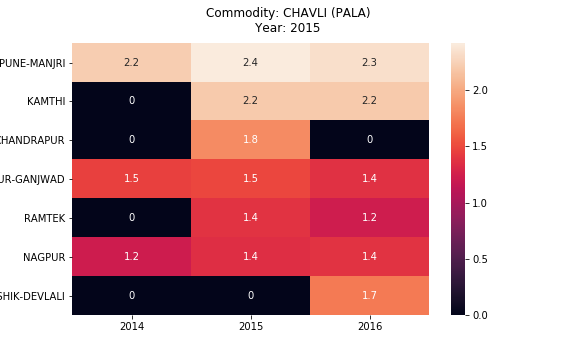 Commodity: CHAVLI (PALA)
Year: 2015
PUNE-MANJRI 2.2 2.4 2.3
KAMTHI 0 2.2 2.2
HANDRAPUR 0 1.8 0
UR-GANJWAD 1.5 1.5 1.4
RAMTEK 0 1.4 1.2
NAGPUR 1.2 1.4 1.4
SHIK-DEVLALI 0 0 1.7
2014 2015 2016
2.0
1.5
1.0
0.5
0.0